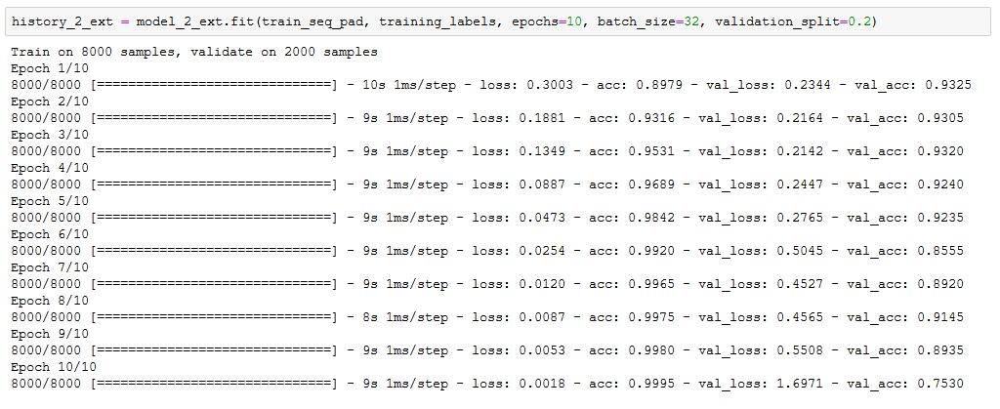 history_2_ext = model_2_ext.fit(train_seq_pad, training_labels, epochs=10, batch_size=32, validation_split=0.2)
Train on 8000 samples, validate on 2000 samples
Epoch 1/10
8000/8000 [==============================] - 10s 1ms/step - loss: 0.3003 - acc: 0.8979 - val_loss: 0.2344 - val_acc: 0.9325
Epoch 2/10
8000/8000 [==============================] - 9s 1ms/step - loss: 0.1881 - acc: 0.9316 - val_loss: 0.2164 - val_acc: 0.9305
Epoch 3/10
8000/8000 [==============================] - 9s 1ms/step - loss: 0.1349 - acc: 0.9531 - val_loss: 0.2142 - val_acc: 0.9320
Epoch 4/10
8000/8000 [==============================] - 9s 1ms/step - loss: 0.0887 - acc: 0.9689 - val_loss: 0.2447 - val_acc: 0.9240
Epoch 5/10
8000/8000 [==============================] - 9s 1ms/step - loss: 0.0473 - acc: 0.9842 - val_loss: 0.2765 - val_acc: 0.9235
Epoch 6/10
8000/8000 [==============================] - 9s 1ms/step - loss: 0.0254 - acc: 0.9920 - val_loss: 0.5045 - val_acc: 0.8555
Epoch 7/10
8000/8000 [==============================] - 9s 1ms/step - loss: 0.0120 - acc: 0.9965 - val_loss: 0.4527 - val_acc: 0.8920
Epoch 8/10
8000/8000 [==============================] - 8s 1ms/step - loss: 0.0087 - acc: 0.9975 - val_loss: 0.4565 - val_acc: 0.9145
Epoch 9/10
8000/8000 [==============================] - 9s 1ms/step - loss: 0.0053 - acc: 0.9980 - val_loss: 0.5508 - val_acc: 0.8935
Epoch 10/10
8000/8000 [==============================] - 9s 1ms/step - loss: 0.0018 - acc: 0.9995 - val_loss: 1.6971 - val_acc: 0.7530